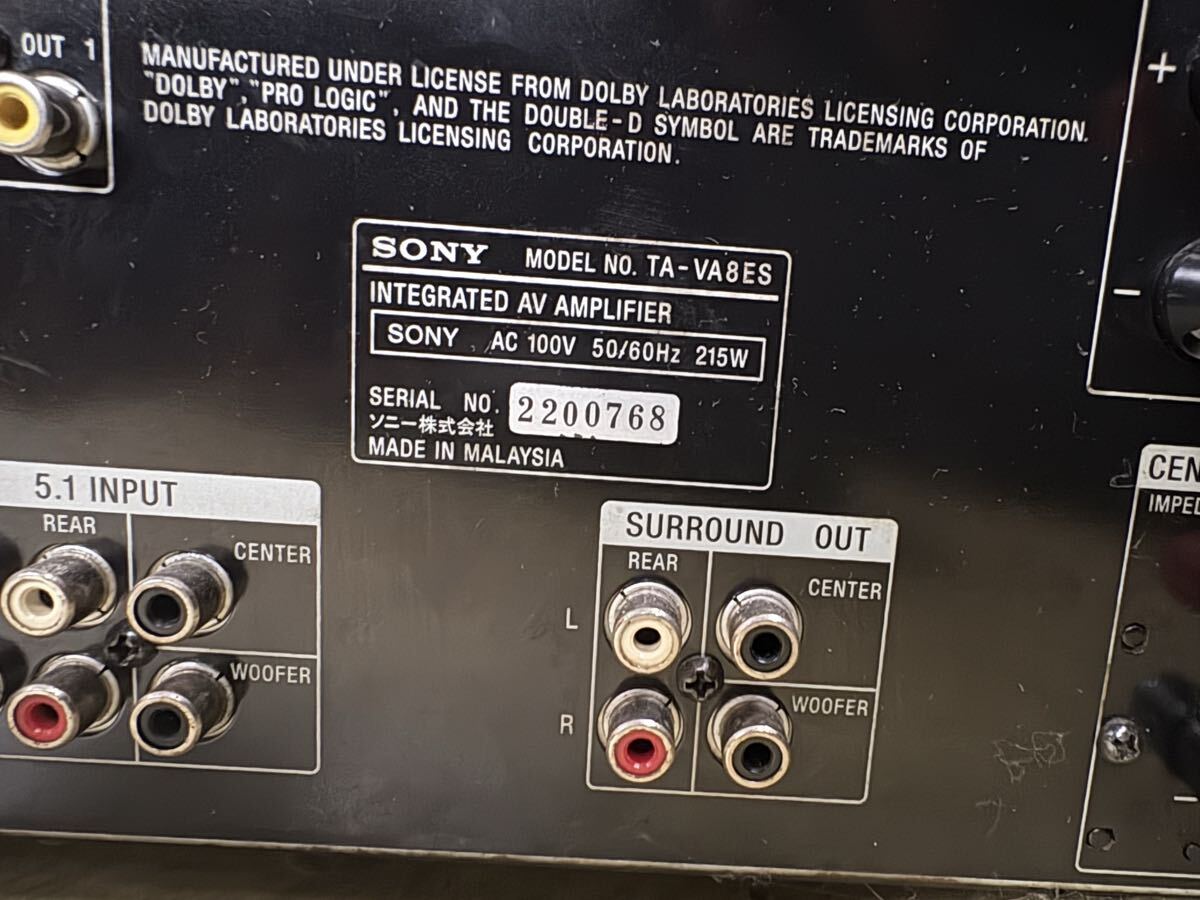 OUT 1
MANUFACTURED UNDER LICENSE FROM DOLBY LABORATORIES LICENSING CORPORATION.
"DOLBY", "PRO LOGIC", AND THE DOUBLE-D SYMBOL ARE TRADEMARKS OF
DOLBY LABORATORIES LICENSING CORPORATION.
+
−
SONY MODEL NO. TA-VA8ES
INTEGRATED AV AMPLIFIER
SONY AC 100V 50/60Hz 215W
SERIAL NO. 2200768
ソニー株式会社
MADE IN MALAYSIA
5.1 INPUT
REAR
CENTER
WOOFER
SURROUND OUT
REAR
CENTER
L
R
WOOFER
CEN
IMPED
−